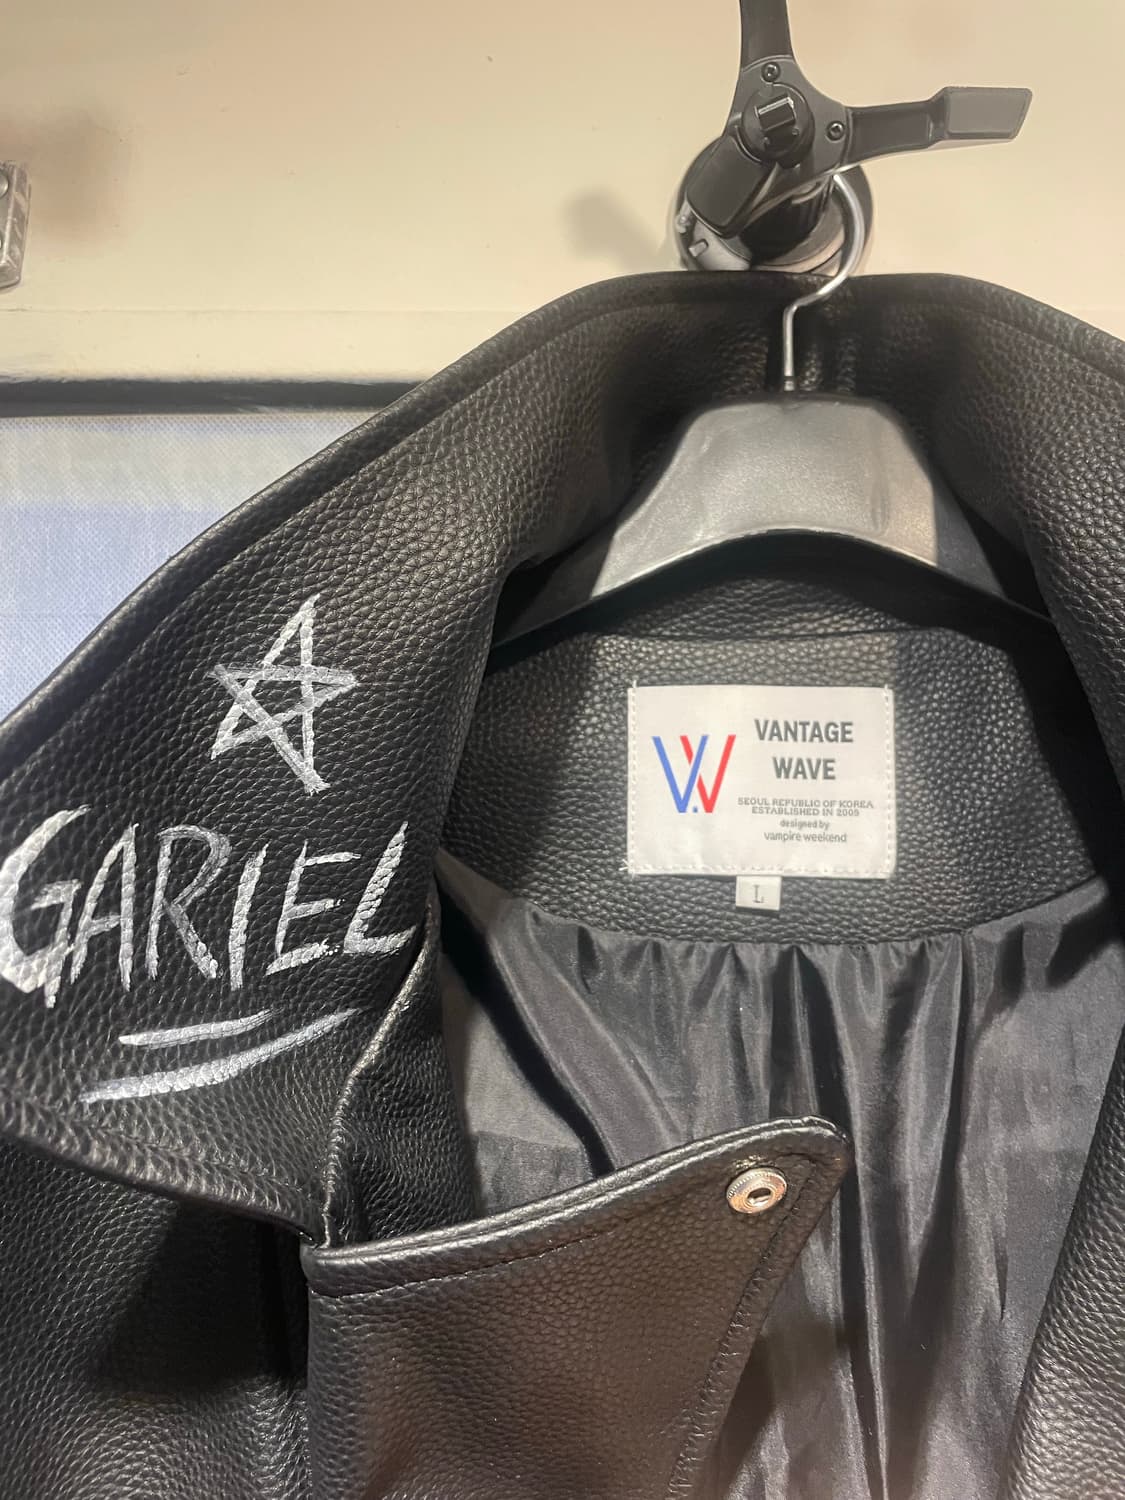 GARIEL
VANTAGE
WAVE
SEOUL REPUBLIC OF KOREA
ESTABLISHED IN 2005
designed by
vampire weekend
L